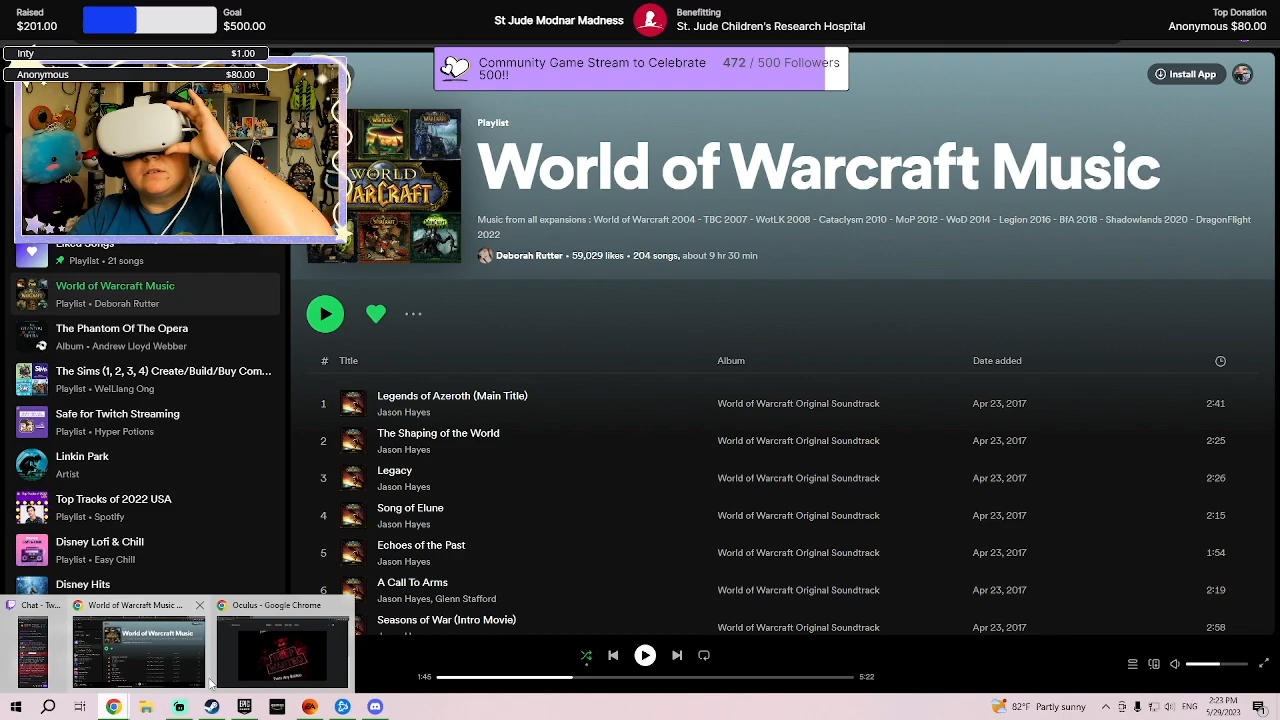 Raised
$201.00
Goal
$500.00
St Jude Modnar Madness
Benefitting
St. Jude Children's Research Hospital
Top Donation
Anonymous $80.00
Inty $1.00
Anonymous $80.00
Community Game Stream to Celebrate 500!!
472 / 500 Followers
Install App
Playlist
World of Warcraft Music
Music from all expansions : World of Warcraft 2004 - TBC 2007 - WotLK 2008 - Cataclysm 2010 - MoP 2012 - WoD 2014 - Legion 2016 - BfA 2018 - Shadowlands 2020 - DragonFlight
2022
Deborah Rutter • 59,029 likes • 204 songs, about 9 hr 30 min
WORLD
WARCRAFT
Liked Songs
Playlist • 21 songs
World of Warcraft Music
Playlist • Deborah Rutter
The Phantom Of The Opera
Album • Andrew Lloyd Webber
The Sims (1, 2, 3, 4) Create/Build/Buy Com...
Playlist • WeiLiang Ong
Safe for Twitch Streaming
Playlist • Hyper Potions
Linkin Park
Artist
Top Tracks of 2022 USA
Playlist • Spotify
Disney Lofi & Chill
Playlist • Easy Chill
Disney Hits
# Title Album Date added
1 Legends of Azeroth (Main Title) World of Warcraft Original Soundtrack Apr 23, 2017 2:41
Jason Hayes
2 The Shaping of the World World of Warcraft Original Soundtrack Apr 23, 2017 2:25
Jason Hayes
3 Legacy World of Warcraft Original Soundtrack Apr 23, 2017 2:26
Jason Hayes
4 Song of Elune World of Warcraft Original Soundtrack Apr 23, 2017 2:15
Jason Hayes
5 Echoes of the Past World of Warcraft Original Soundtrack Apr 23, 2017 1:54
Jason Hayes
6 A Call To Arms World of Warcraft Original Soundtrack Apr 23, 2017 2:19
Jason Hayes, Glenn Stafford
Seasons of War (from World of Warcraft World of Warcraft Original Soundtrack Apr 23, 2017 2:58
Chat - Tw...
World of Warcraft Music ...
Oculus - Google Chrome
World of Warcraft Music
1:45
5:22
EPIC
EA
82°F Partly sunny
ENG
2:23 PM
5/29/2023